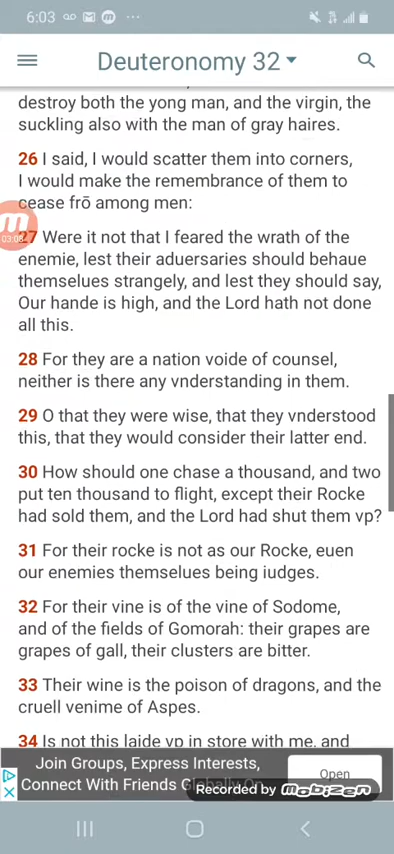 6:03
Deuteronomy 32
destroy both the yong man, and the virgin, the
suckling also with the man of gray haires.
26 I said, I would scatter them into corners,
I would make the remembrance of them to
cease frō among men:
27 Were it not that I feared the wrath of the
enemie, lest their aduersaries should behaue
themselues strangely, and lest they should say,
Our hande is high, and the Lord hath not done
all this.
28 For they are a nation voide of counsel,
neither is there any vnderstanding in them.
29 O that they were wise, that they vnderstood
this, that they would consider their latter end.
30 How should one chase a thousand, and two
put ten thousand to flight, except their Rocke
had sold them, and the Lord had shut them vp?
31 For their rocke is not as our Rocke, euen
our enemies themselues being iudges.
32 For their vine is of the vine of Sodome,
and of the fields of Gomorah: their grapes are
grapes of gall, their clusters are bitter.
33 Their wine is the poison of dragons, and the
cruell venime of Aspes.
34 Is not this laide vp in store with me, and
Join Groups, Express Interests,
Connect With Friends Globally On
Open
Recorded by mobizen
03:08